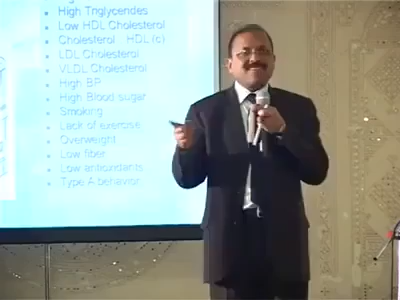 High Triglycerides
Low HDL Cholesterol
Cholesterol HDL (c)
LDL Cholesterol
VLDL Cholesterol
High BP
High Blood sugar
Smoking
Lack of exercise
Overweight
Low fiber
Low antioxidants
Type A behavior